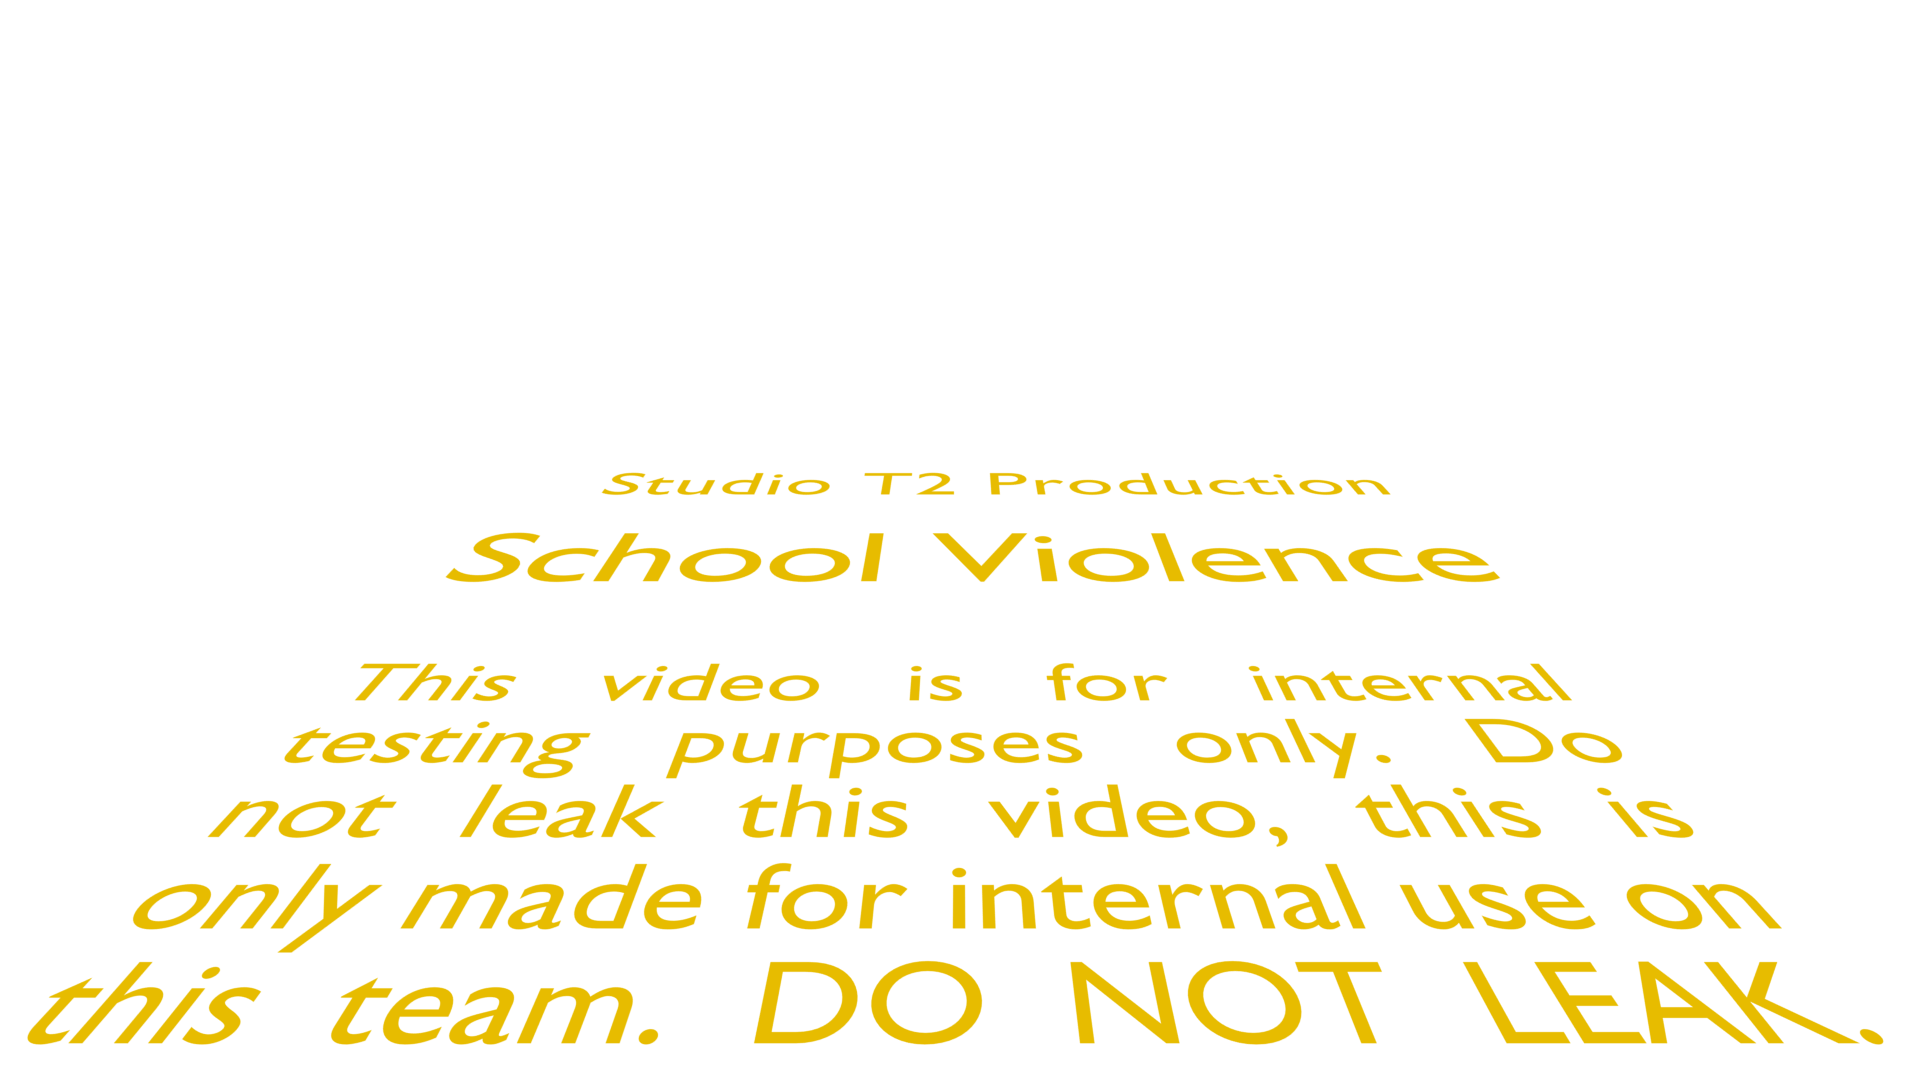 Studio T2 Production
School Violence
This video is for internal
testing purposes only. Do
not leak this video, this is
only made for internal use on
this team. DO NOT LEAK.